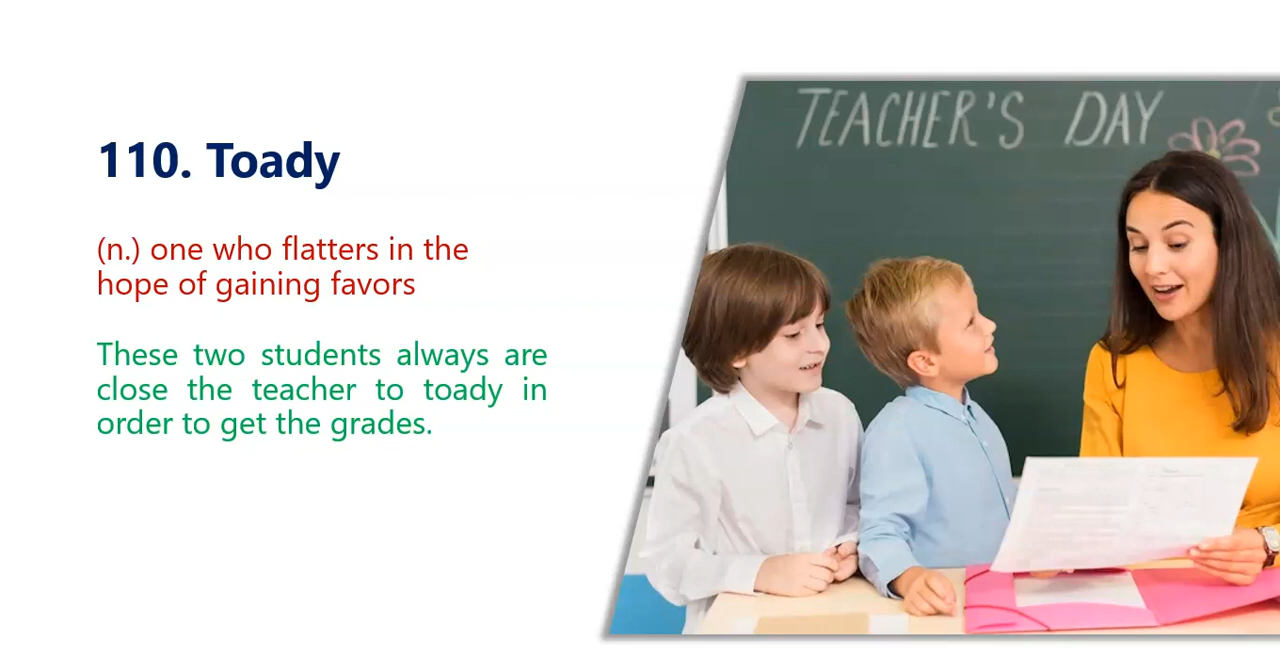 TEACHER'S DAY
110. Toady
(n.) one who flatters in the
hope of gaining favors
These two students always are
close the teacher to toady in
order to get the grades.